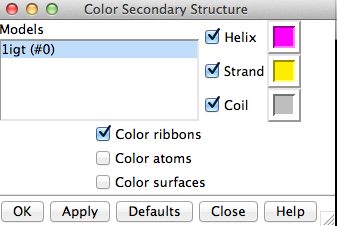 Color Secondary Structure
Models
1igt (#0)
Helix
Strand
Coil
Color ribbons
Color atoms
Color surfaces
OK Apply Defaults Close Help